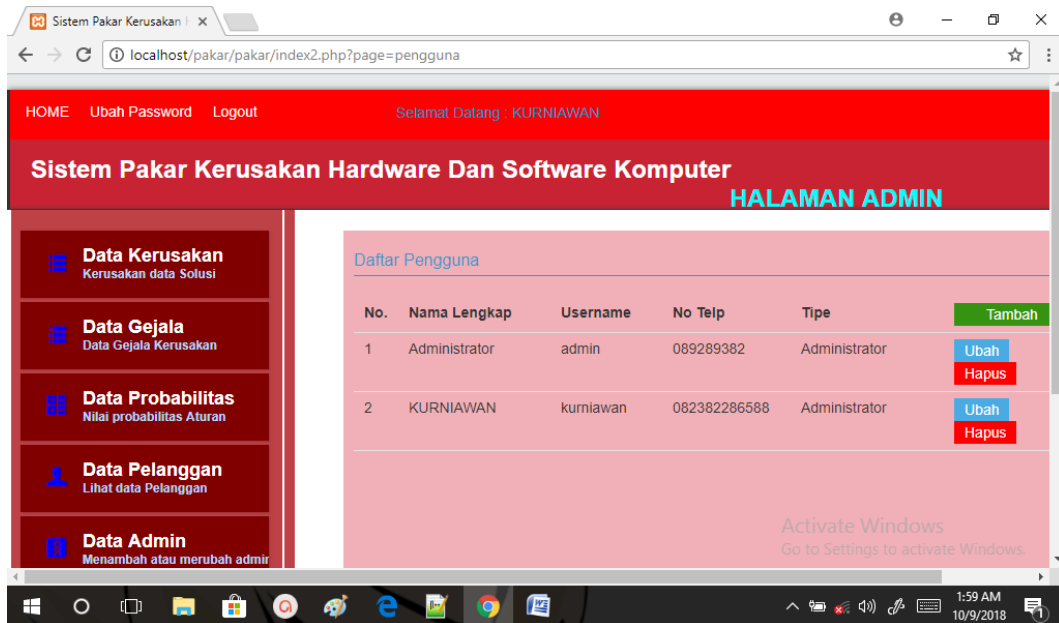 Sistem Pakar Kerusakan H
localhost/pakar/pakar/index2.php?page=pengguna
HOME Ubah Password Logout Selamat Datang : KURNIAWAN
Sistem Pakar Kerusakan Hardware Dan Software Komputer
HALAMAN ADMIN
Data Kerusakan
Kerusakan data Solusi
Data Gejala
Data Gejala Kerusakan
Data Probabilitas
Nilai probabilitas Aturan
Data Pelanggan
Lihat data Pelanggan
Data Admin
Menambah atau merubah admin
Daftar Pengguna
No. Nama Lengkap Username No Telp Tipe Tambah
1 Administrator admin 089289382 Administrator Ubah
Hapus
2 KURNIAWAN kurniawan 082382286588 Administrator Ubah
Hapus
Activate Windows
Go to Settings to activate Windows.
1:59 AM
10/9/2018